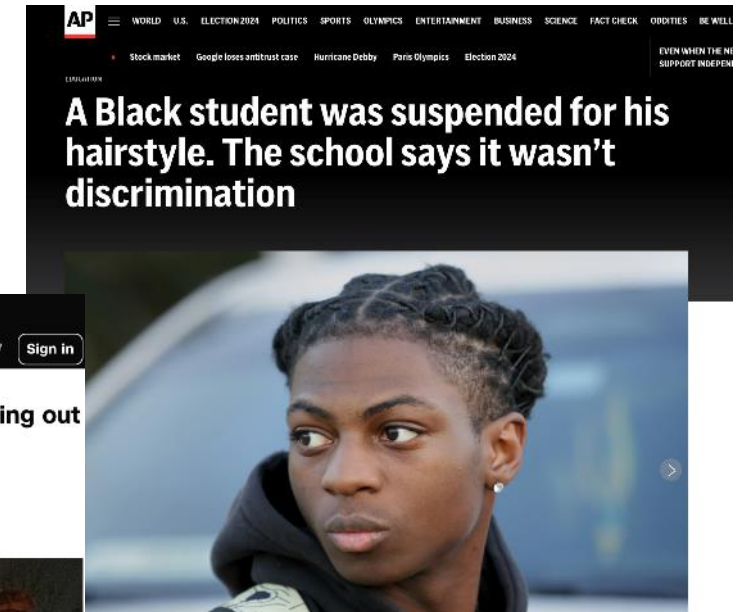 AP
WORLD U.S. ELECTION 2024 POLITICS SPORTS OLYMPICS ENTERTAINMENT BUSINESS SCIENCE FACT CHECK ODDITIES BE WELL
Stock market Google loses antitrust case Hurricane Debby Paris Olympics Election 2024
EVEN WHEN THE NE
SUPPORT INDEPEN
EDUCATION
A Black student was suspended for his
hairstyle. The school says it wasn’t
discrimination
Sign in
ing out